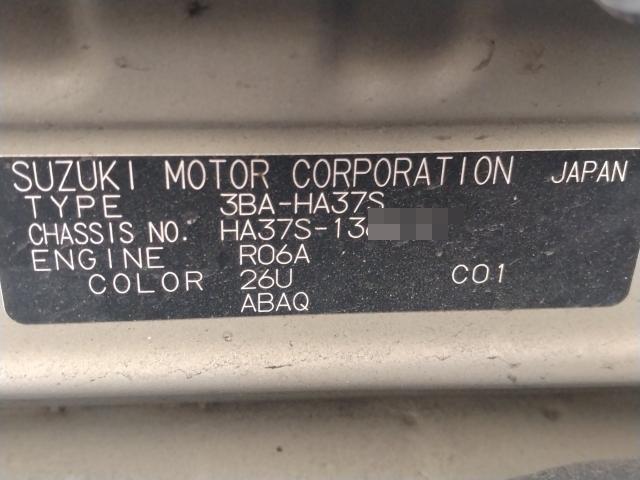 SUZUKI MOTOR CORPORATION JAPAN
TYPE 3BA-HA37S
CHASSIS NO. HA37S-13
ENGINE R06A
COLOR 26U C01
ABAQ